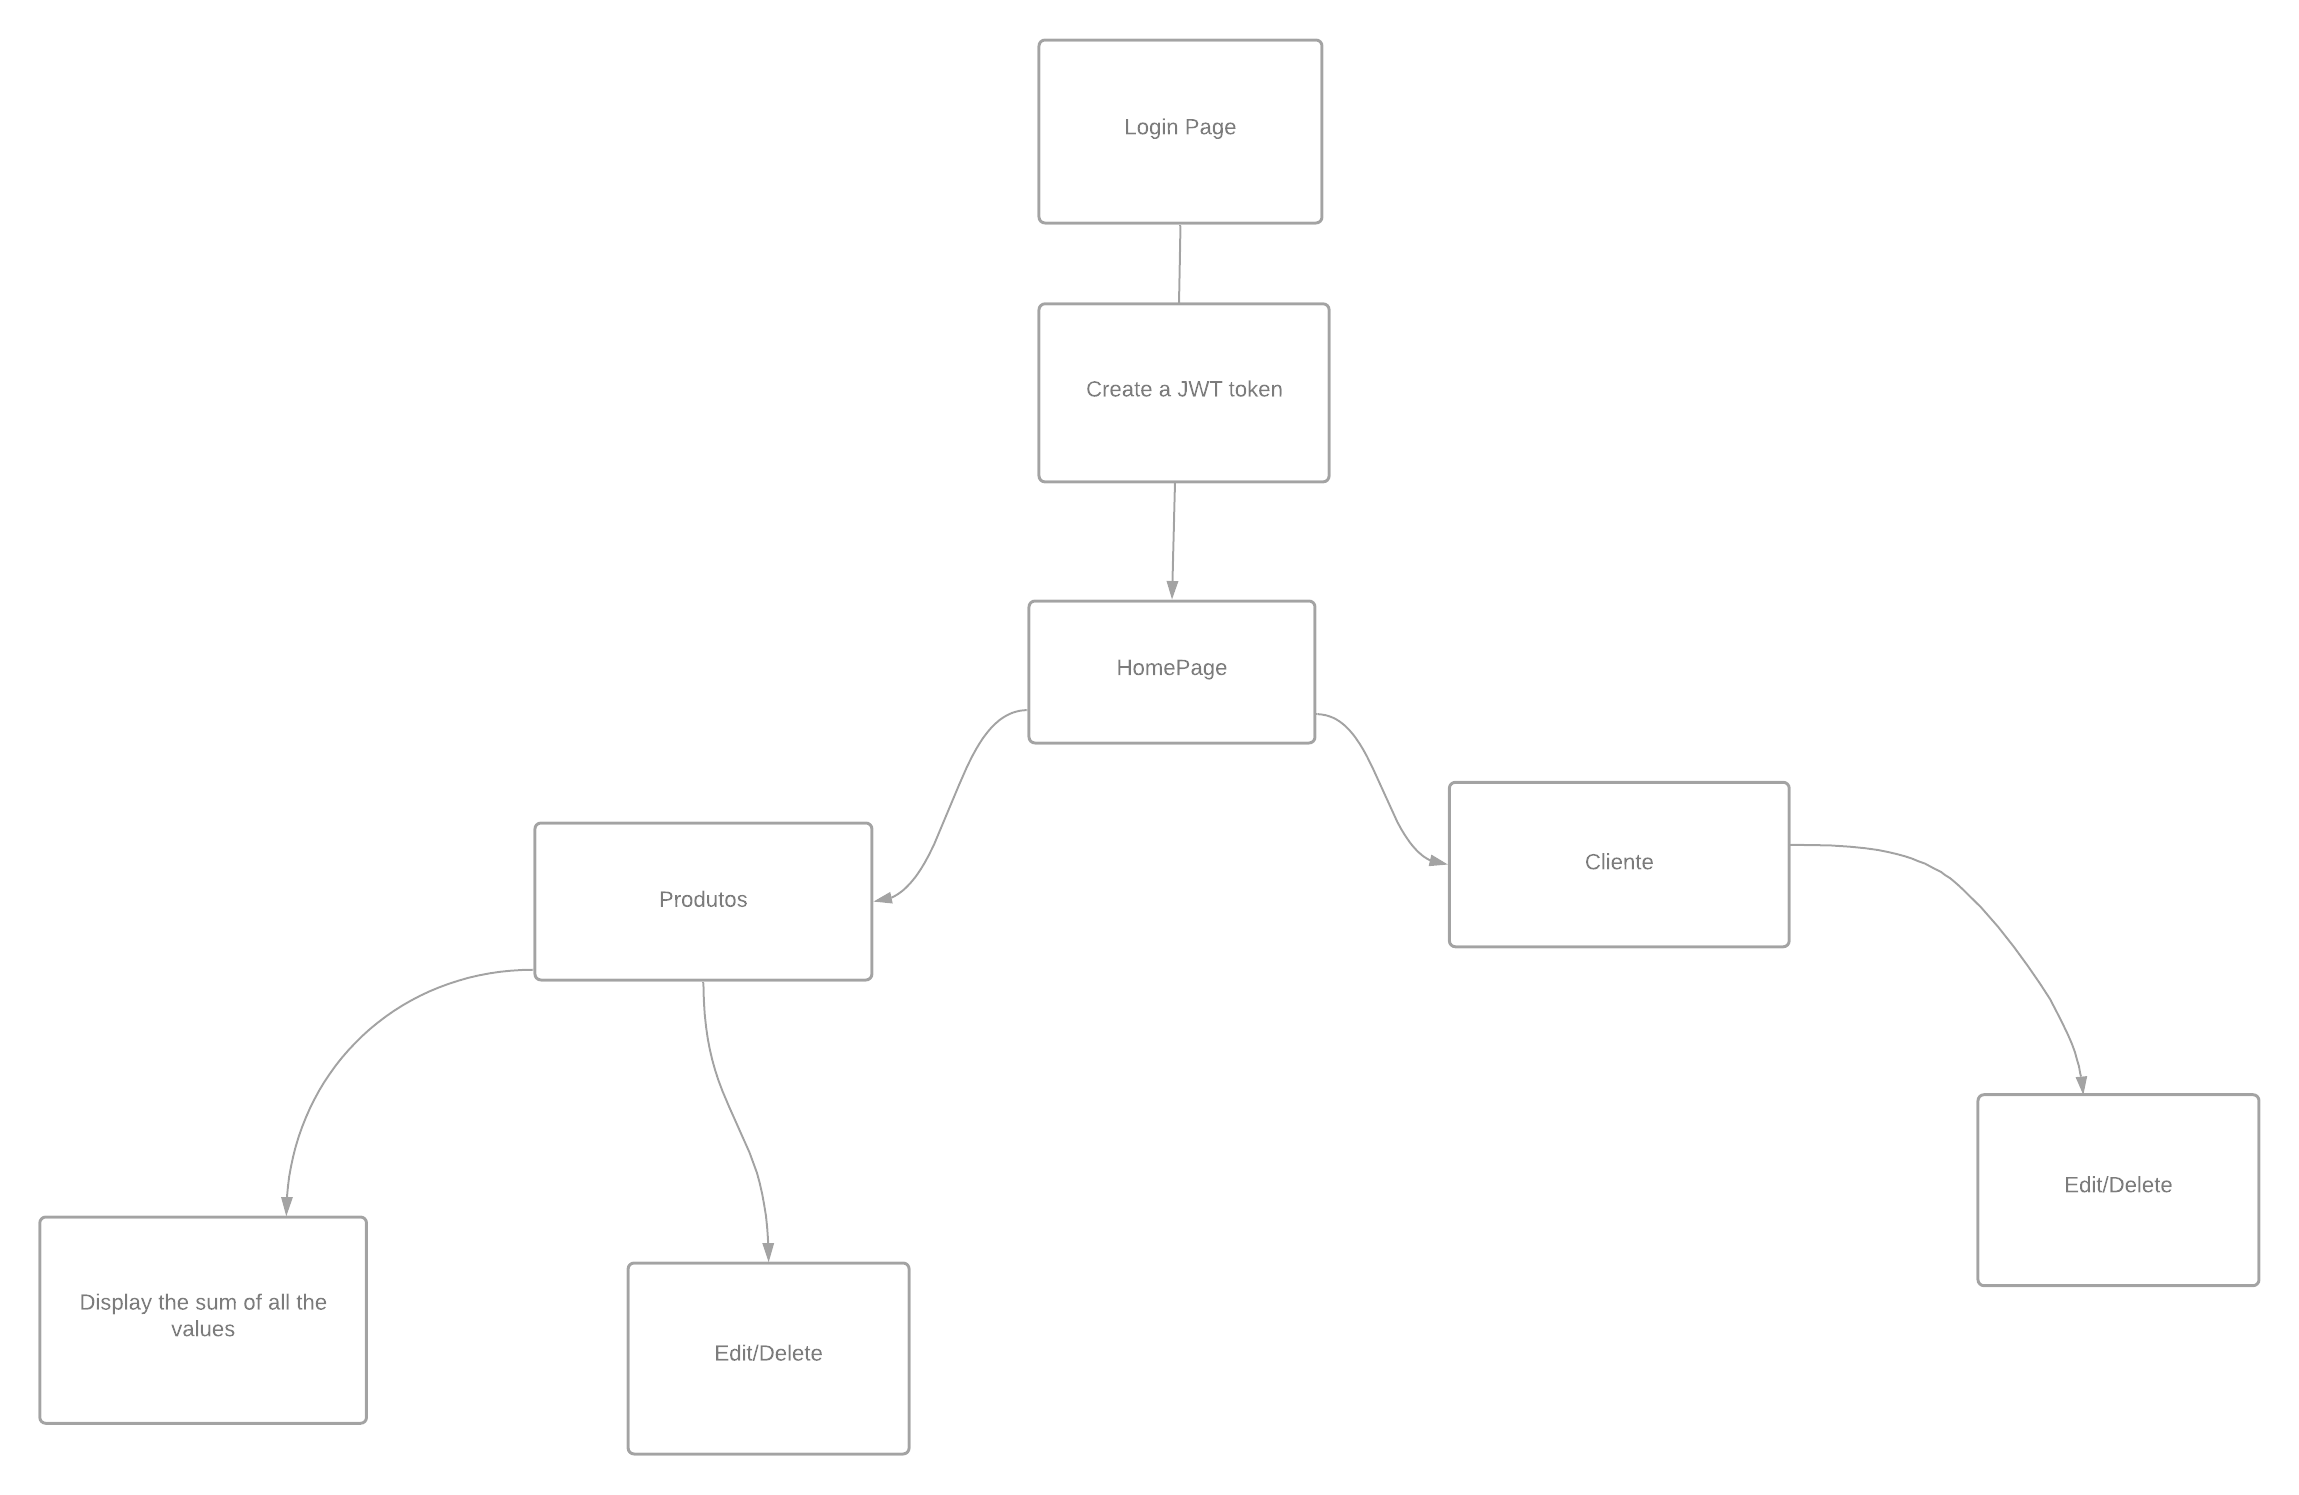 Login Page
Create a JWT token
HomePage
Cliente
Produtos
Edit/Delete
Display the sum of all the
values
Edit/Delete